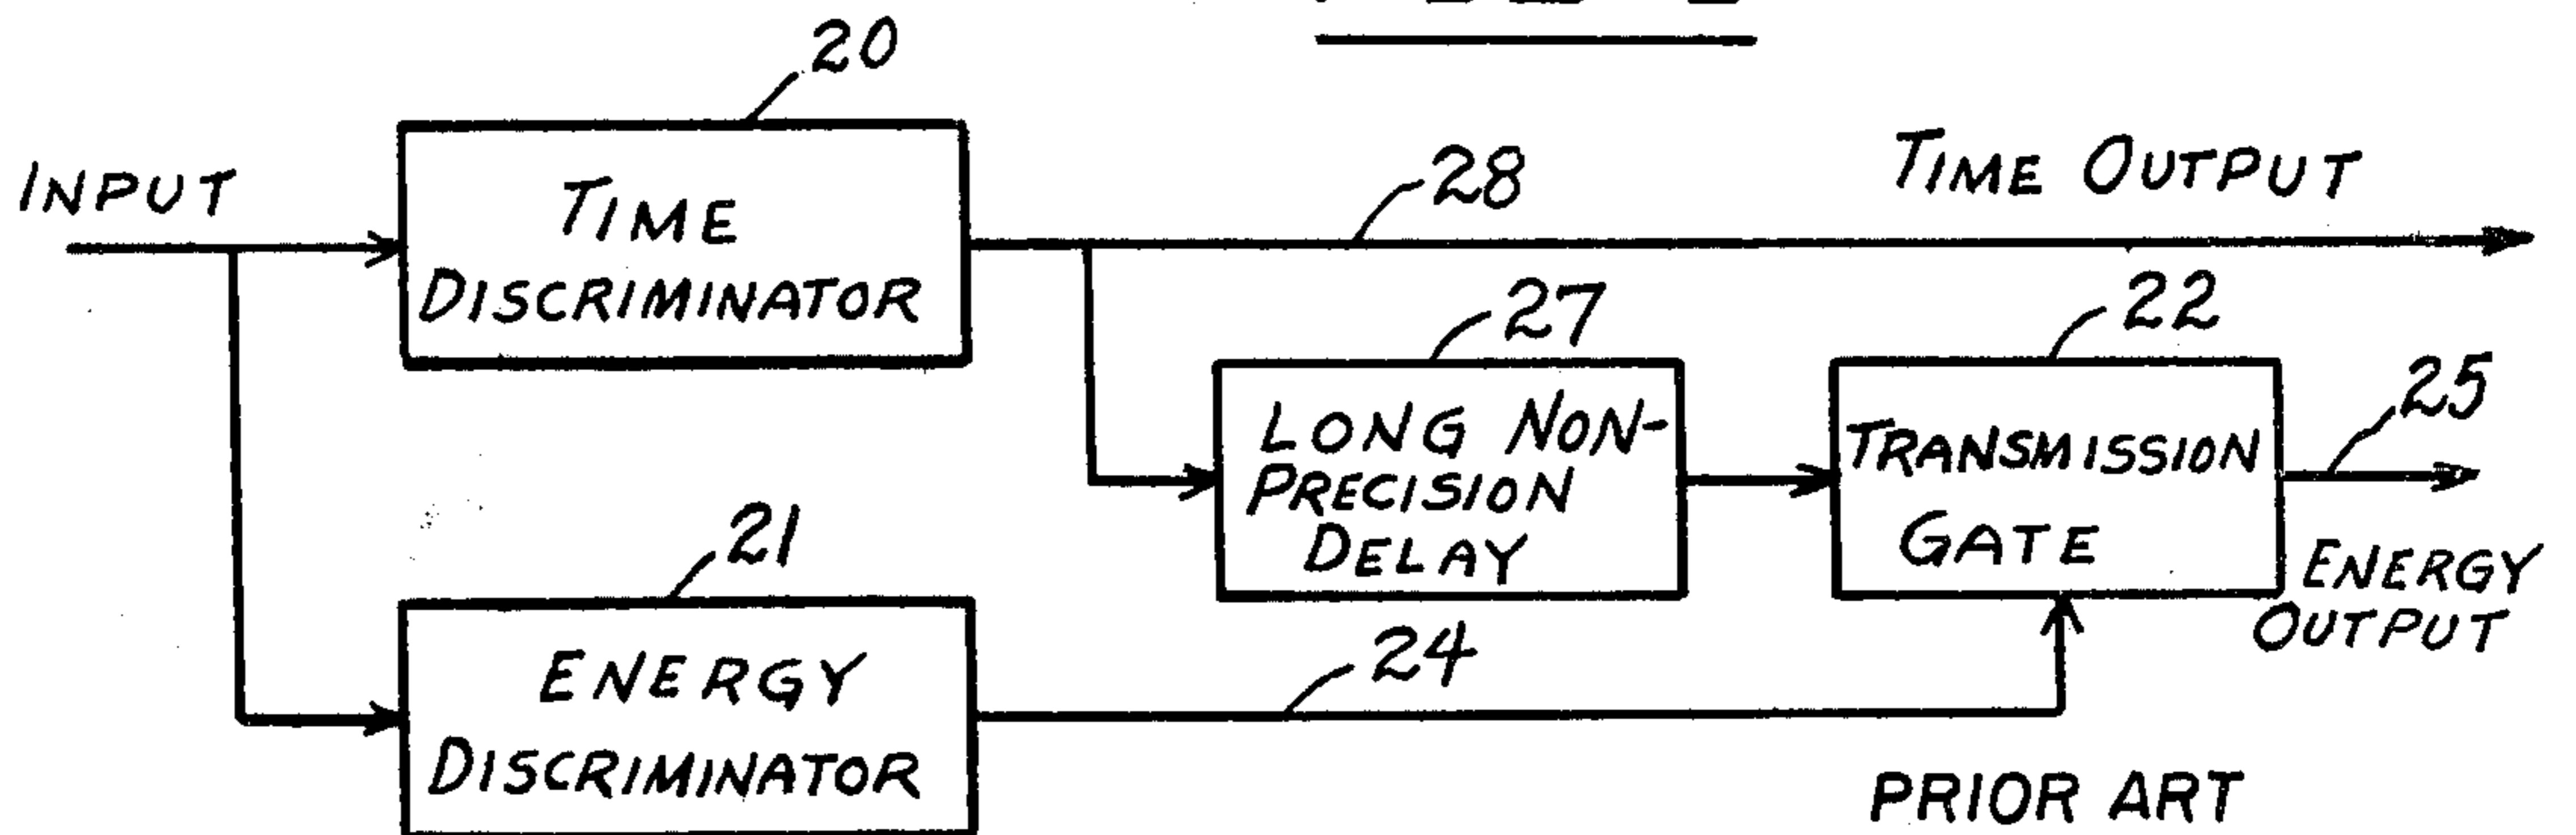 20
INPUT
TIME
DISCRIMINATOR
28
TIME OUTPUT
27
LONG NON-
PRECISION
DELAY
22
TRANSMISSION
GATE
25
ENERGY
OUTPUT
21
ENERGY
DISCRIMINATOR
24
PRIOR ART